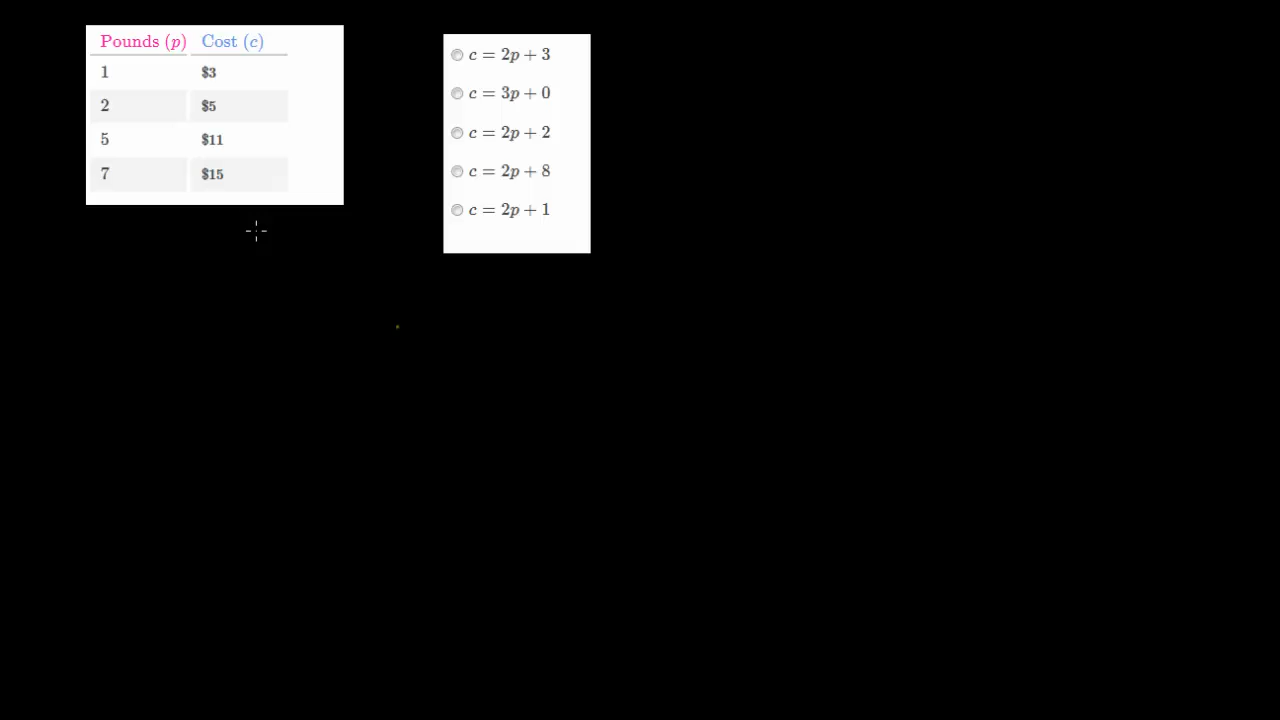 Pounds (p) Cost (c)
1 $3
2 $5
5 $11
7 $15
c = 2p + 3
c = 3p + 0
c = 2p + 2
c = 2p + 8
c = 2p + 1